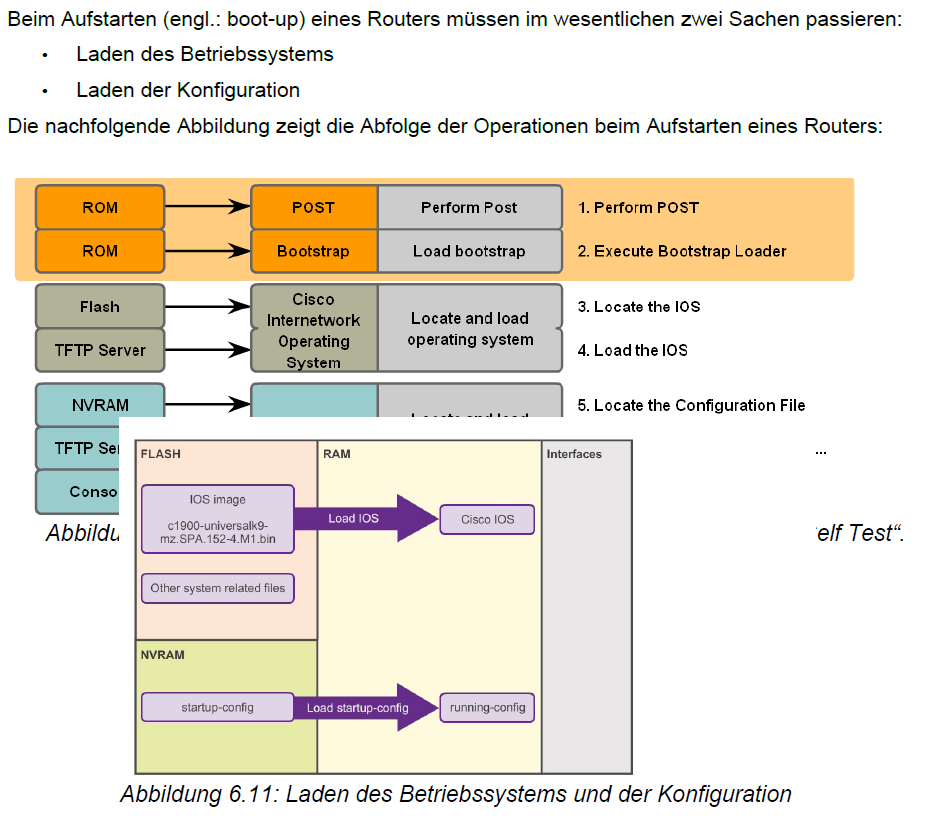 Beim Aufstarten (engl.: boot-up) eines Routers müssen im wesentlichen zwei Sachen passieren:
• Laden des Betriebssystems
• Laden der Konfiguration
Die nachfolgende Abbildung zeigt die Abfolge der Operationen beim Aufstarten eines Routers:
ROM POST Perform Post 1. Perform POST
ROM Bootstrap Load bootstrap 2. Execute Bootstrap Loader
Flash
TFTP Server
Cisco
Internetwork
Operating
System
Locate and load
operating system
3. Locate the IOS
4. Load the IOS
NVRAM
5. Locate the Configuration File
TFTP
...
elf Test“.
FLASH
IOS image
c1900-universalk9-
mz.SPA.152-4.M1.bin
Other system related files
RAM
Load IOS
Cisco IOS
Interfaces
NVRAM
startup-config
Load startup-config
running-config
Abbildung 6.11: Laden des Betriebssystems und der Konfiguration